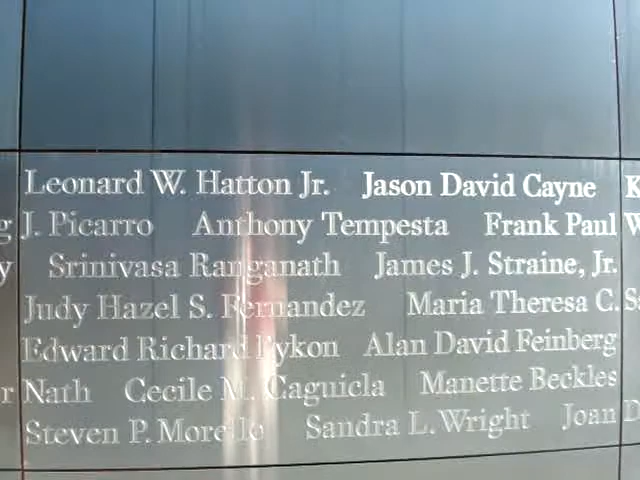 Leonard W. Hatton Jr. Jason David Cayne K
g J. Picarro Anthony Tempesta Frank Paul W
y Srinivasa Ranganath James J. Straine, Jr.
Judy Hazel S. Fernandez Maria Theresa C. Sa
Edward Richard Pykon Alan David Feinberg
r Nath Cecile M. Caguicla Manette Beckles
Steven P. Morello Sandra L. Wright Joan D